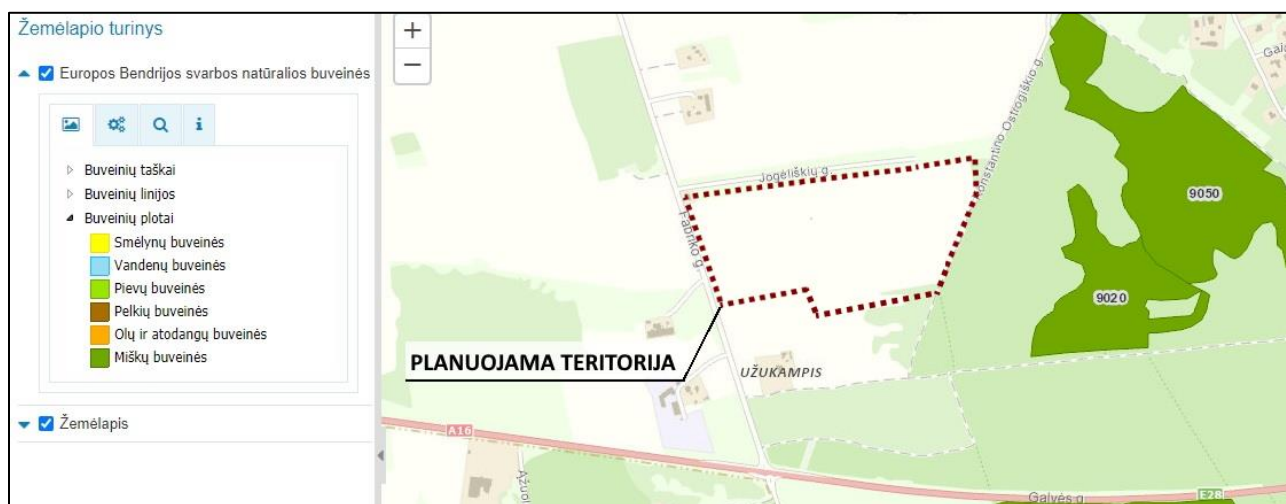 Žemėlapio turinys
Europos Bendrijos svarbos natūralios buveinės
Buveinių taškai
Buveinių linijos
Buveinių plotai
Smėlynų buveinės
Vandenų buveinės
Pievų buveinės
Pelkių buveinės
Olų ir atodangų buveinės
Miškų buveinės
Žemėlapis
+
−
Jogėliškių g.
Fabriko g.
Konstantino Ostrogiškio g.
9050
9020
PLANUOJAMA TERITORIJA
UŽUKAMPIS
A16
Galvės g.
E28